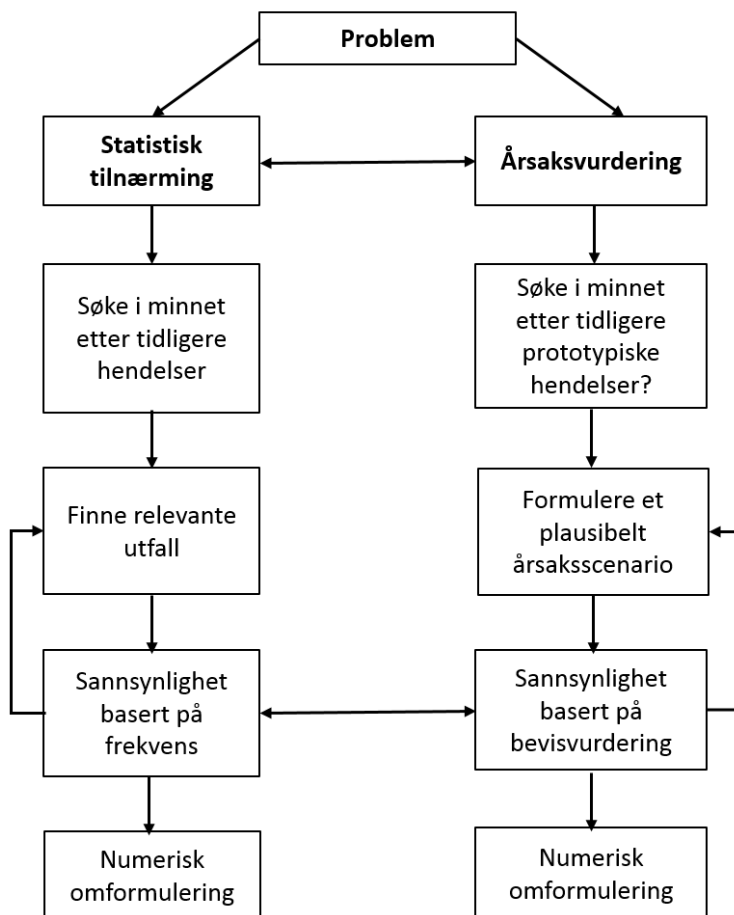 Problem
Statistisk
tilnærming
Årsaksvurdering
Søke i minnet
etter tidligere
hendelser
Søke i minnet
etter tidligere
prototypiske
hendelser?
Finne relevante
utfall
Formulere et
plausibelt
årsaksscenario
Sannsynlighet
basert på
frekvens
Sannsynlighet
basert på
bevisvurdering
Numerisk
omformulering
Numerisk
omformulering